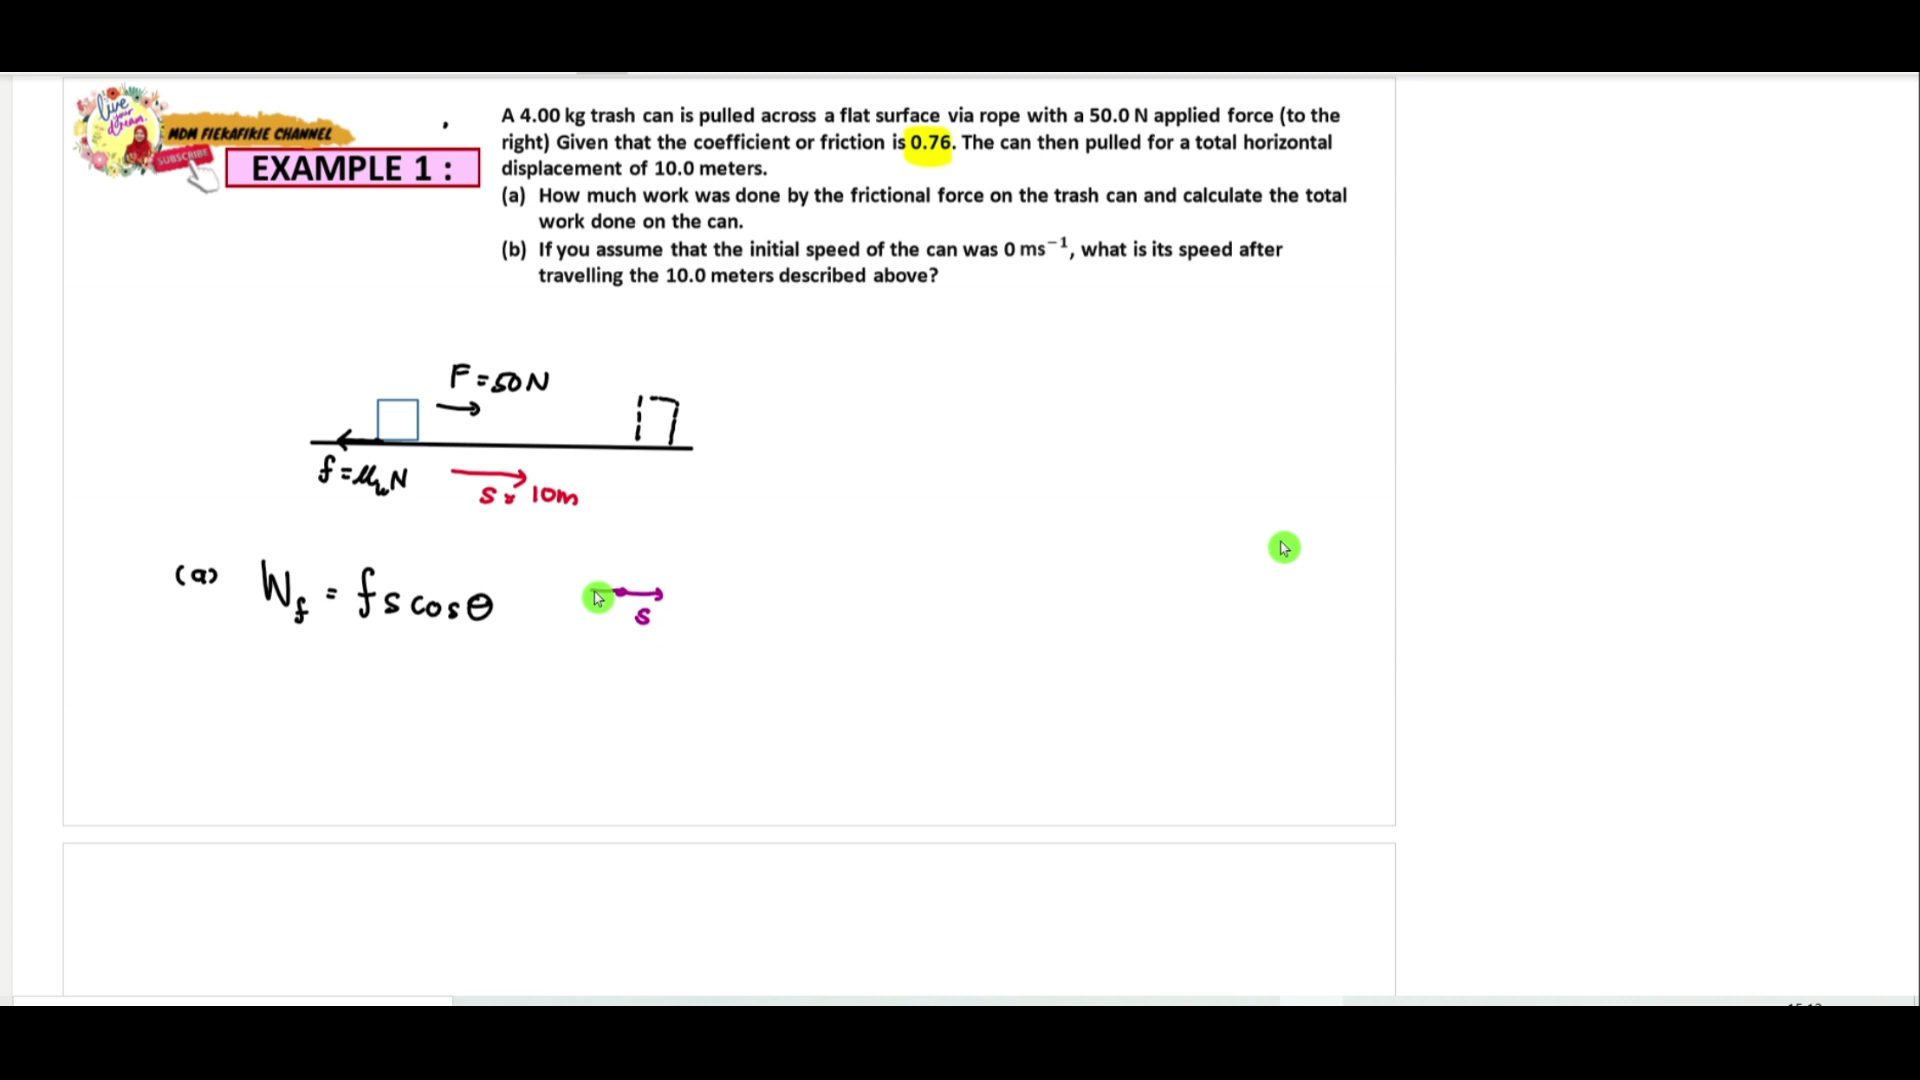 live
your
dream.
MDM FIEKAFIKIE CHANNEL
SUBSCRIBE
EXAMPLE 1 :
A 4.00 kg trash can is pulled across a flat surface via rope with a 50.0 N applied force (to the
right) Given that the coefficient or friction is 0.76. The can then pulled for a total horizontal
displacement of 10.0 meters.
(a) How much work was done by the frictional force on the trash can and calculate the total
work done on the can.
(b) If you assume that the initial speed of the can was 0 ms⁻¹, what is its speed after
travelling the 10.0 meters described above?
F = 50N
f = μₖN
s = 10m
(a) W_f = f s cos θ
s